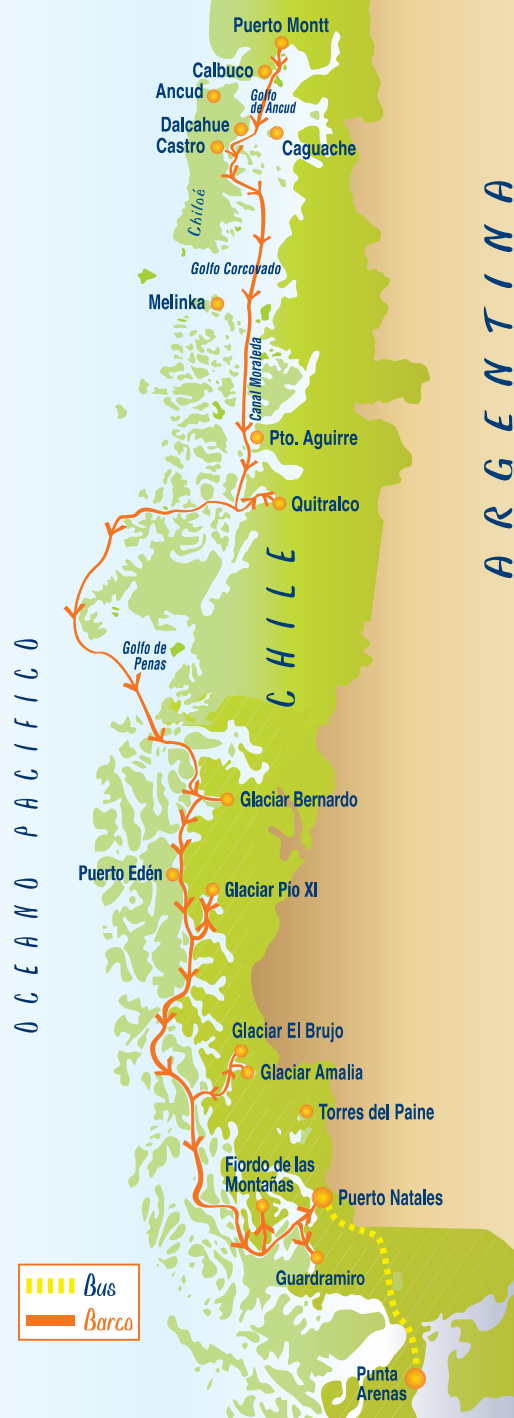 Puerto Montt
Calbuco
Ancud
Golfo
de Ancud
Dalcahue
Castro
Caguache
Chiloé
Golfo Corcovado
Melinka
Canal Moraleda
Pto. Aguirre
Quitralco
ARGENTINA
CHILE
OCEANO PACIFICO
Golfo de
Penas
Glaciar Bernardo
Puerto Edén
Glaciar Pío XI
Glaciar El Brujo
Glaciar Amalia
Torres del Paine
Fiordo de las
Montañas
Puerto Natales
Guardramiro
Bus
Barco
Punta
Arenas